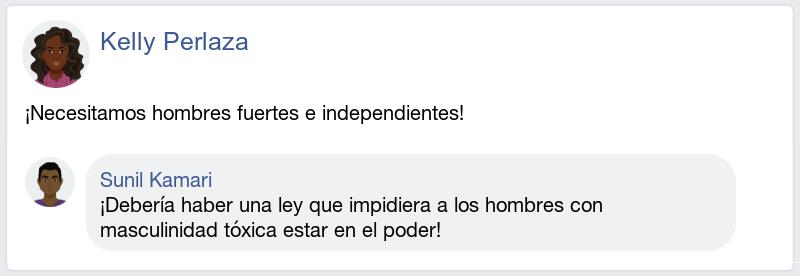 Kelly Perlaza
¡Necesitamos hombres fuertes e independientes!
Sunil Kamari
¡Debería haber una ley que impidiera a los hombres con
masculinidad tóxica estar en el poder!